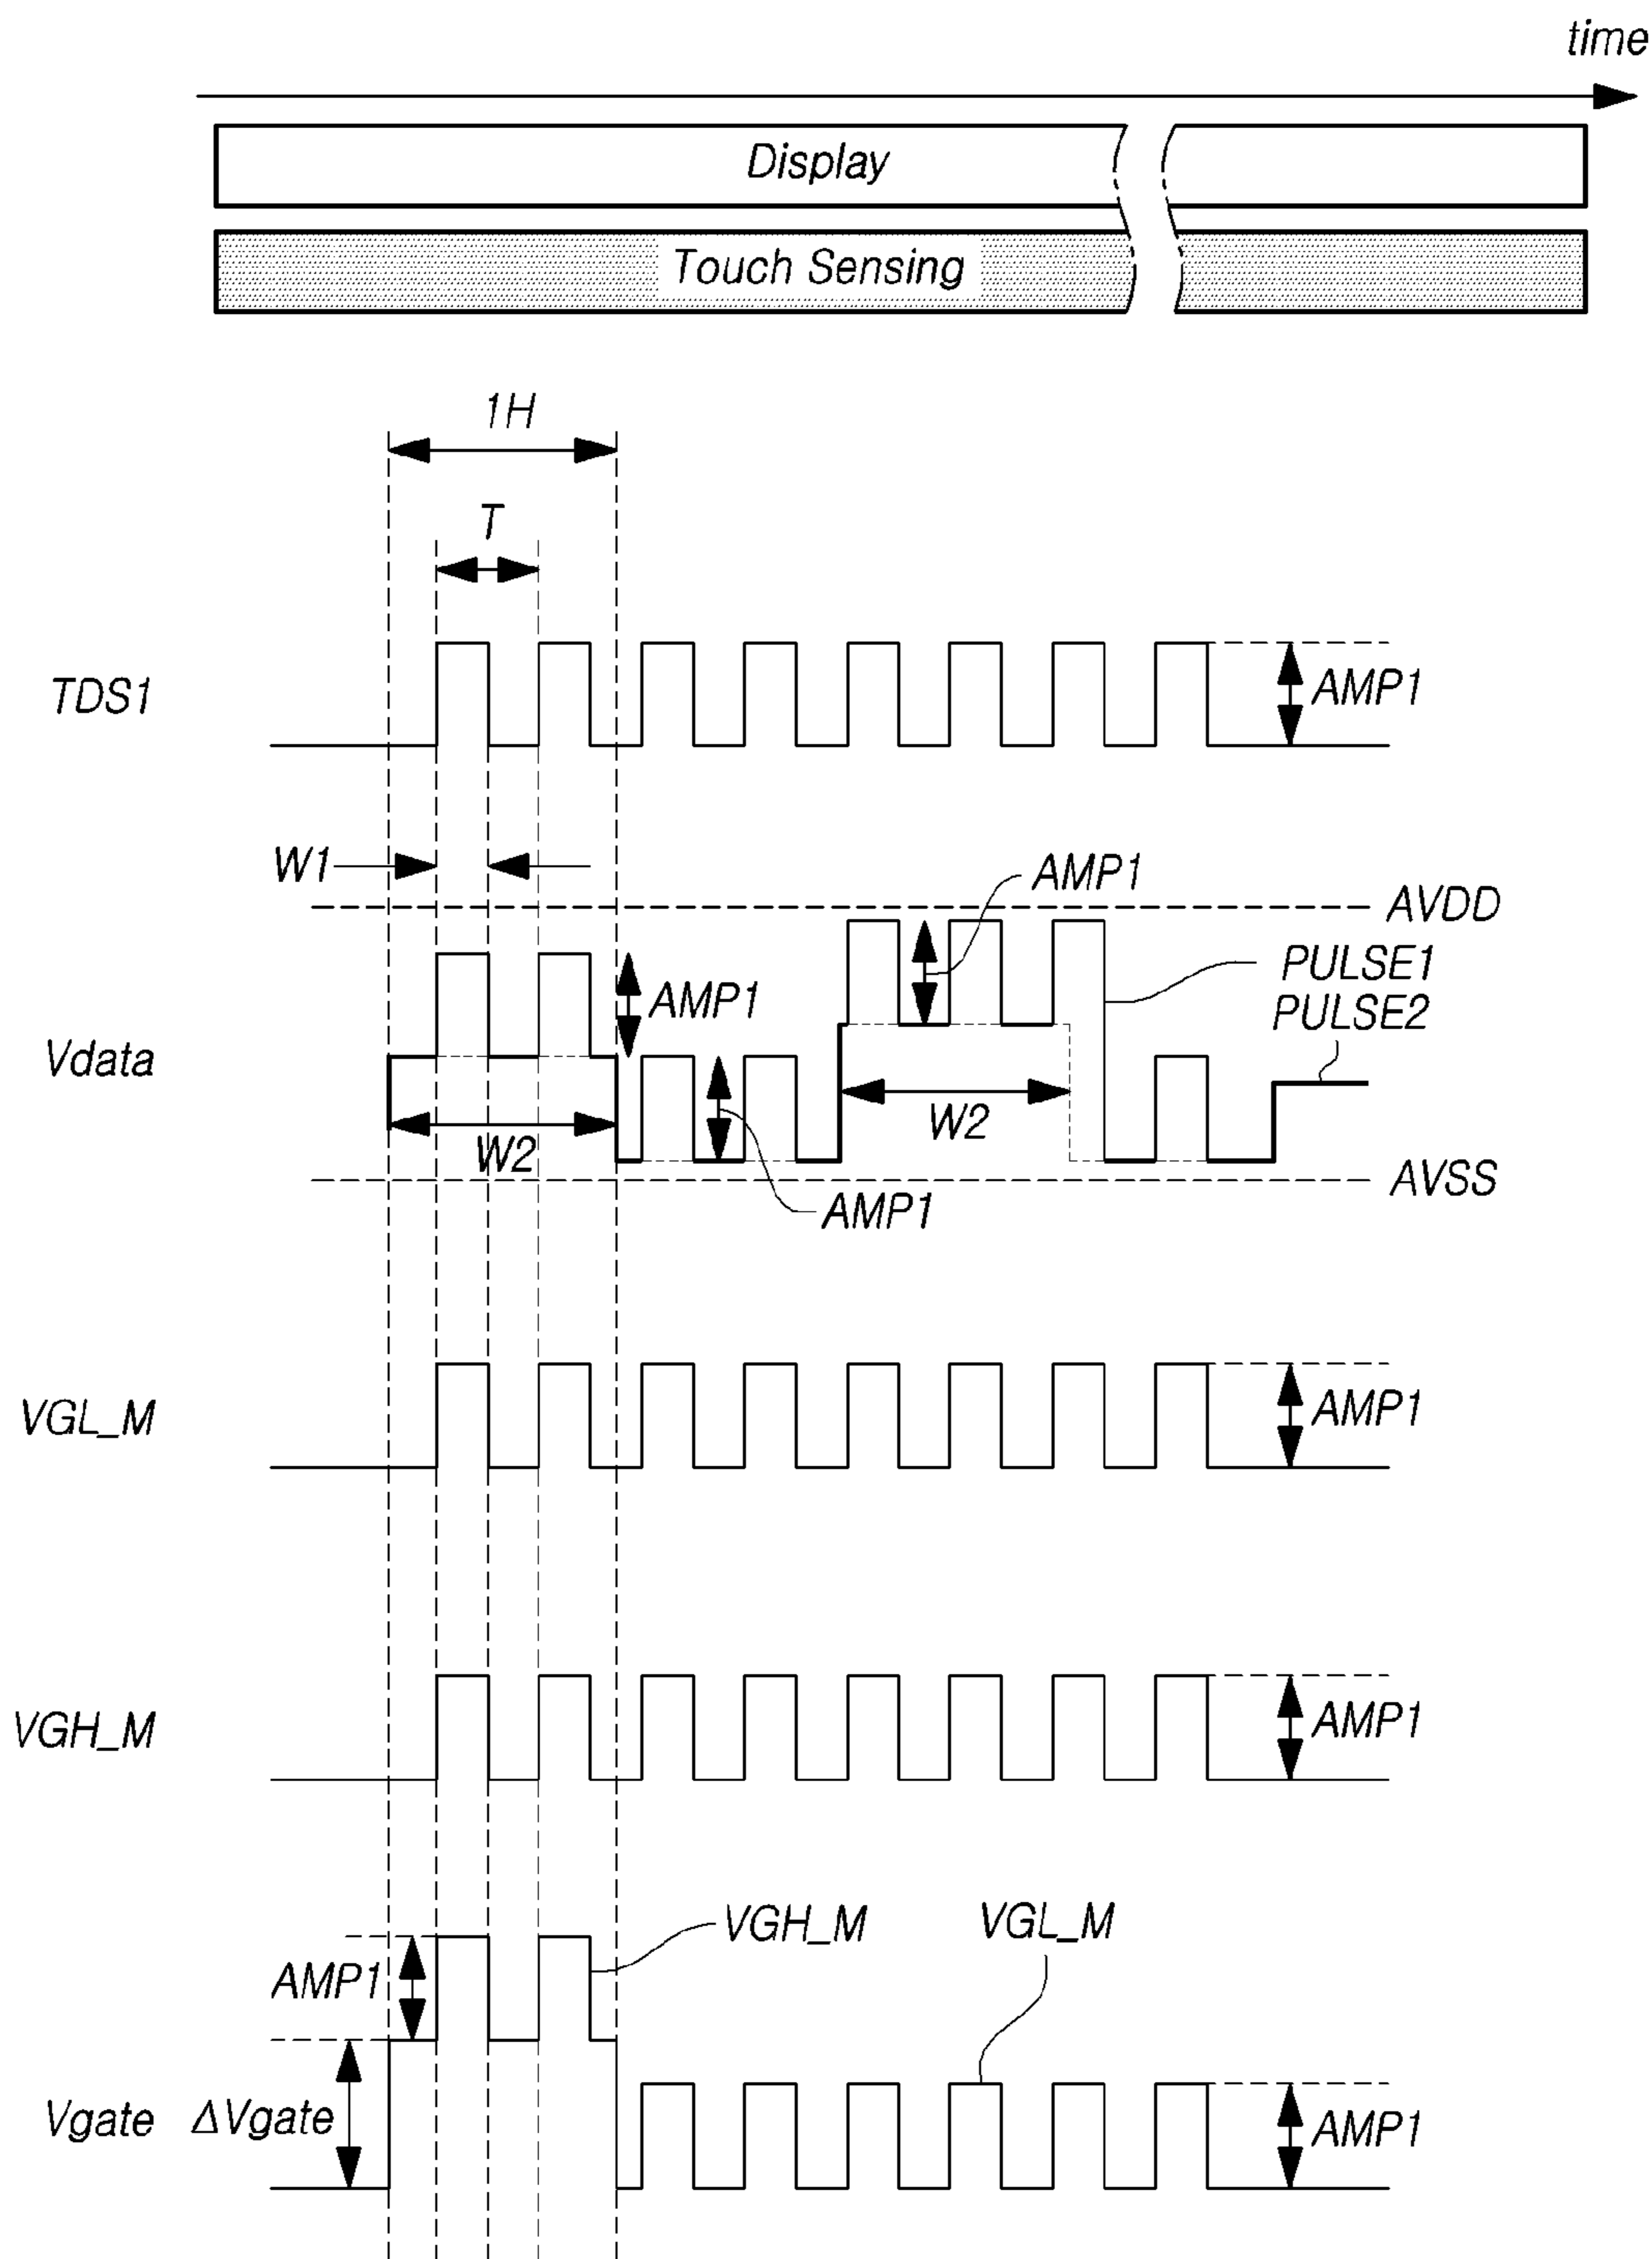 time
Display
Touch Sensing
1H
T
TDS1
AMP1
W1
AMP1
AVDD
PULSE1
PULSE2
AMP1
Vdata
W2
W2
AVSS
AMP1
VGL_M
AMP1
VGH_M
AMP1
VGH_M
VGL_M
AMP1
Vgate
ΔVgate
AMP1